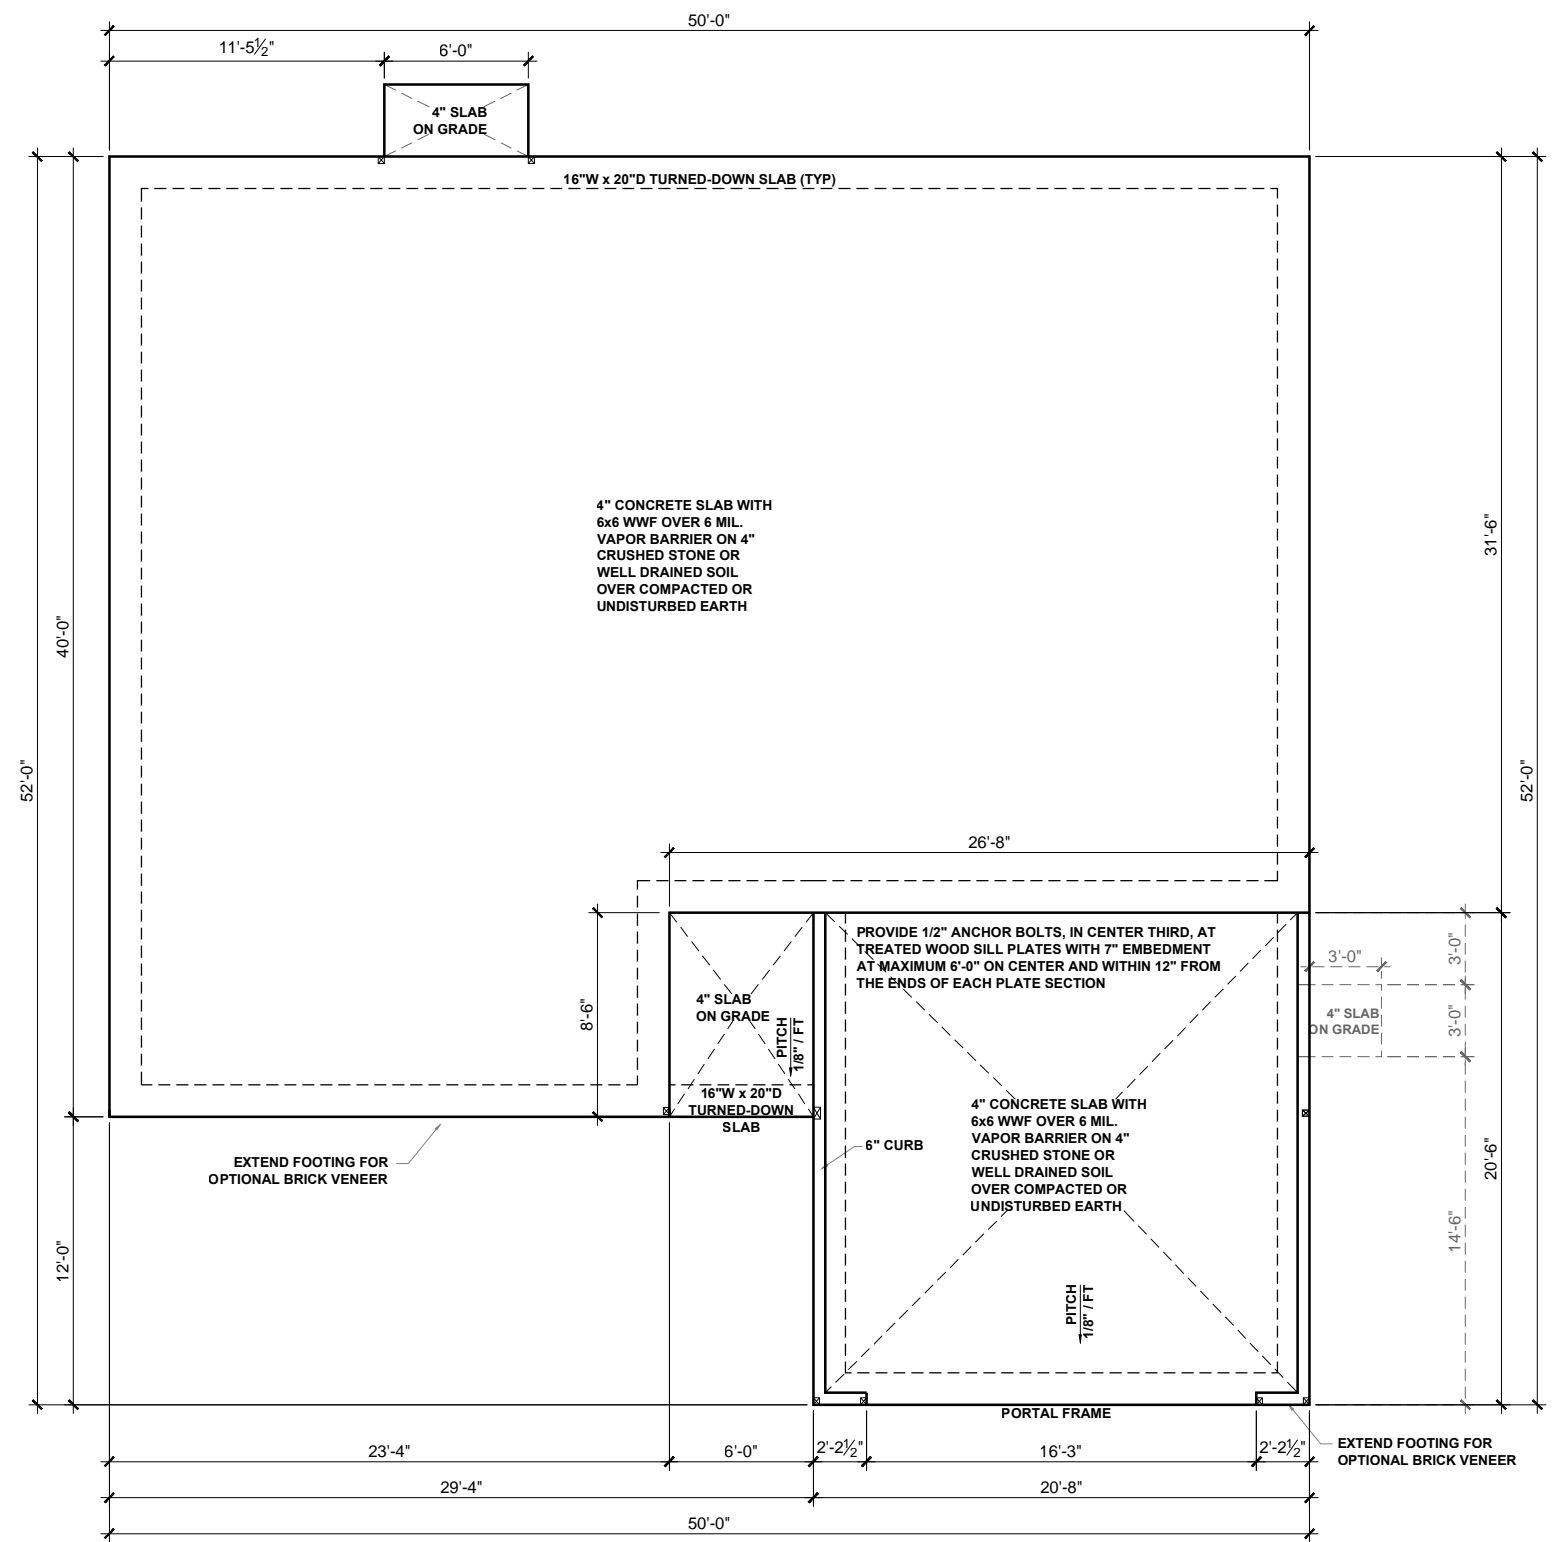 50'-0"
11'-5½"
6'-0"
4" SLAB
ON GRADE
16"W x 20"D TURNED-DOWN SLAB (TYP)
4" CONCRETE SLAB WITH
6x6 WWF OVER 6 MIL.
VAPOR BARRIER ON 4"
CRUSHED STONE OR
WELL DRAINED SOIL
OVER COMPACTED OR
UNDISTURBED EARTH
31'-6"
40'-0"
52'-0"
52'-0"
26'-8"
PROVIDE 1/2" ANCHOR BOLTS, IN CENTER THIRD, AT
TREATED WOOD SILL PLATES WITH 7" EMBEDMENT
AT MAXIMUM 6'-0" ON CENTER AND WITHIN 12" FROM
THE ENDS OF EACH PLATE SECTION
3'-0"
3'-0"
8'-6"
4" SLAB
ON GRADE
PITCH
1/8" / FT
4" SLAB
ON GRADE
3'-0"
16"W x 20"D
TURNED-DOWN
SLAB
4" CONCRETE SLAB WITH
6x6 WWF OVER 6 MIL.
VAPOR BARRIER ON 4"
CRUSHED STONE OR
WELL DRAINED SOIL
OVER COMPACTED OR
UNDISTURBED EARTH
6" CURB
EXTEND FOOTING FOR
OPTIONAL BRICK VENEER
20'-6"
12'-0"
14'-6"
PITCH
1/8" / FT
PORTAL FRAME
EXTEND FOOTING FOR
OPTIONAL BRICK VENEER
23'-4"
6'-0"
2'-2½"
16'-3"
2'-2½"
29'-4"
20'-8"
50'-0"